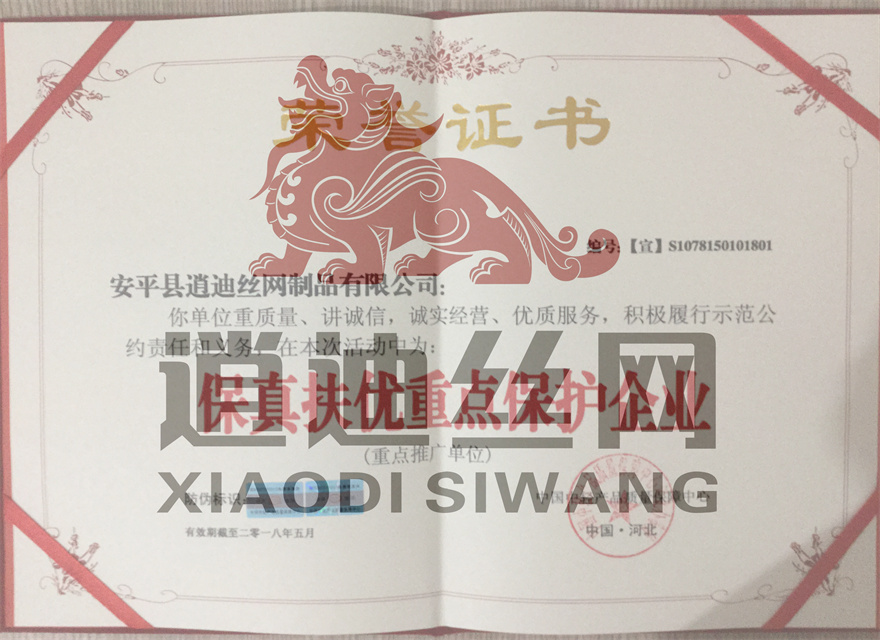 荣誉证书
编号:【宣】S1078150101801
安平县逍迪丝网制品有限公司:
你单位重质量、讲诚信，诚实经营、优质服务，积极履行示范公
约责任和义务，在本次活动中为:
保真扶优重点保护企业
逍迪丝网
(重点推广单位)
XIAODI SIWANG
防伪标识
有效期截至二零一八年五月
中国·河北